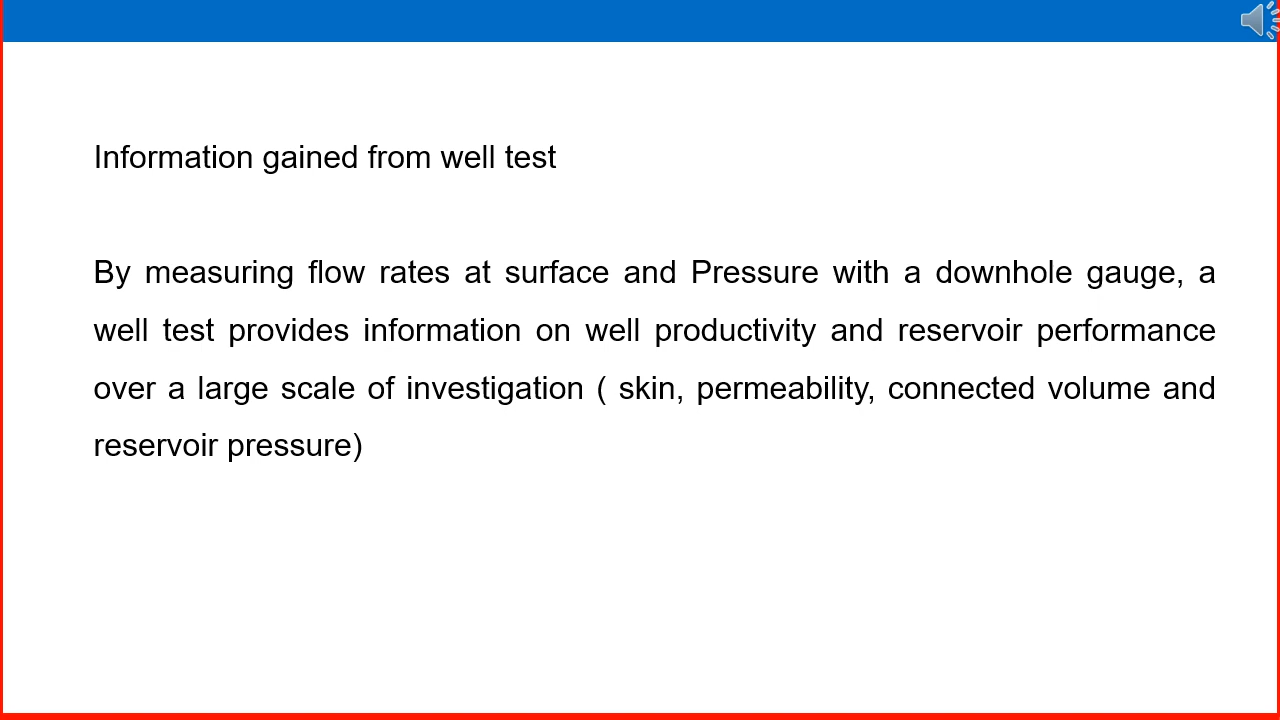 Information gained from well test
By measuring flow rates at surface and Pressure with a downhole gauge, a
well test provides information on well productivity and reservoir performance
over a large scale of investigation ( skin, permeability, connected volume and
reservoir pressure)